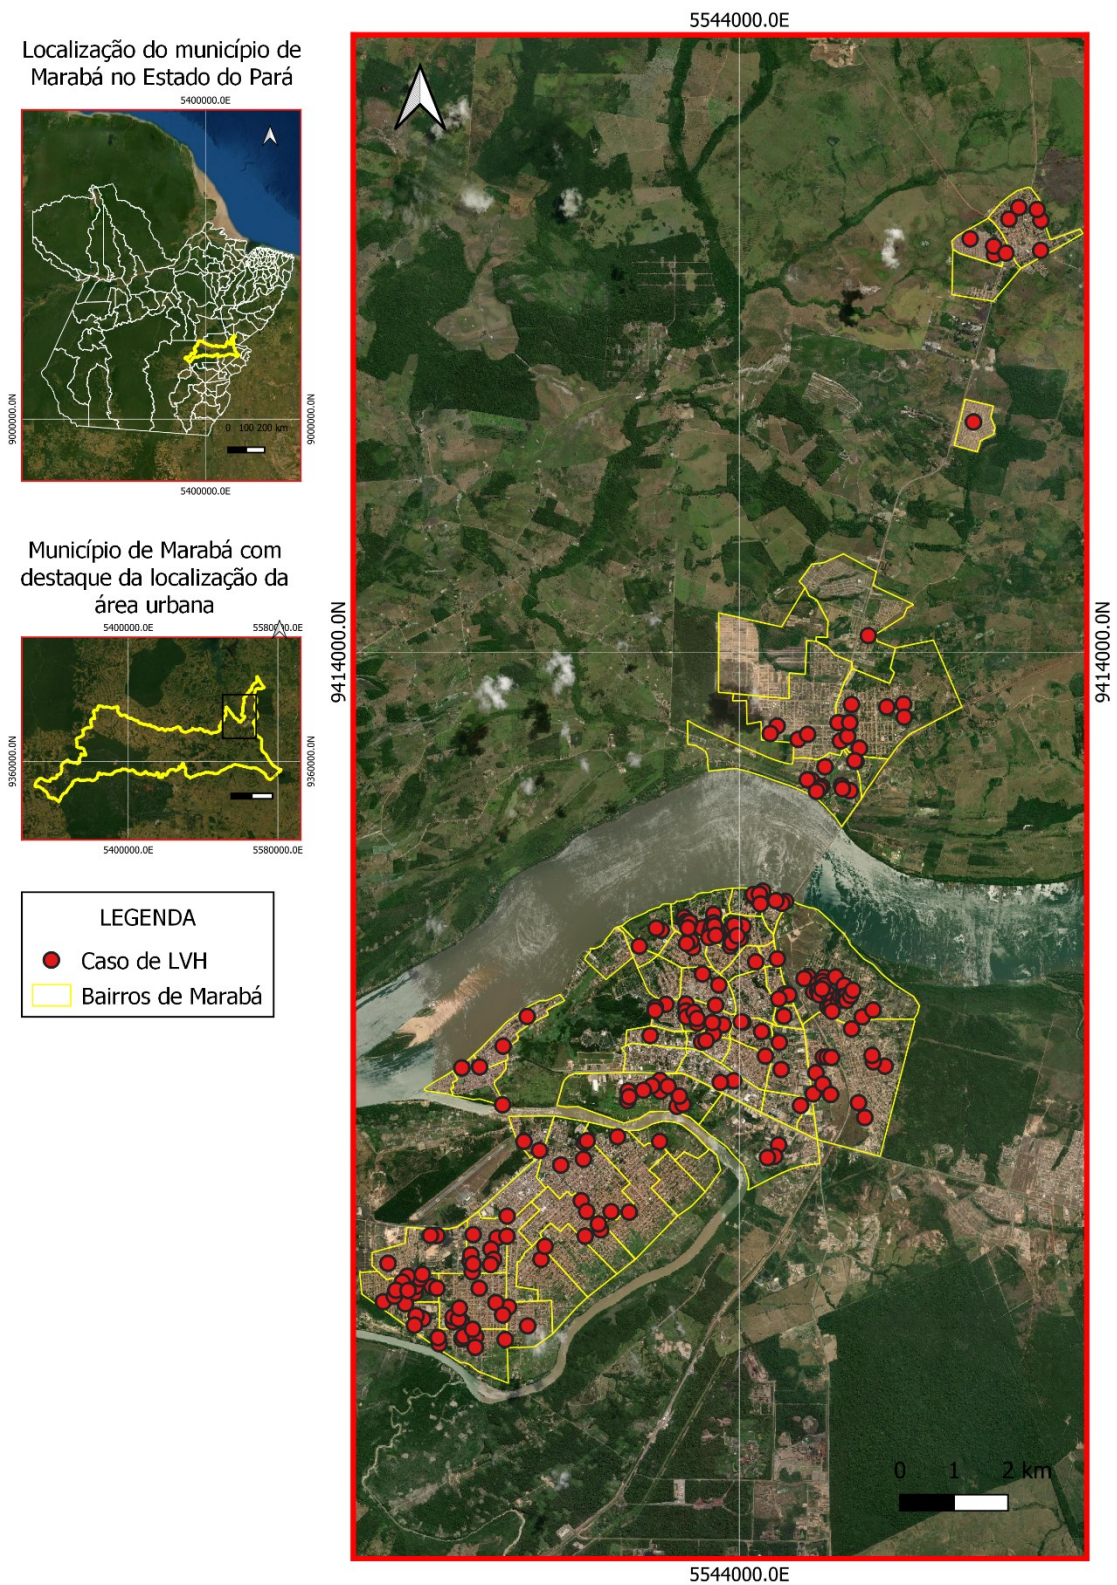 Localização do município de
Marabá no Estado do Pará
5400000.0E
9000000.0N
9000000.0N
0 100 200 km
5400000.0E
Município de Marabá com
destaque da localização da
área urbana
5400000.0E
5580000.0E
9360000.0N
9360000.0N
5400000.0E
5580000.0E
LEGENDA
Caso de LVH
Bairros de Marabá
5544000.0E
9414000.0N
9414000.0N
0 1 2 km
5544000.0E